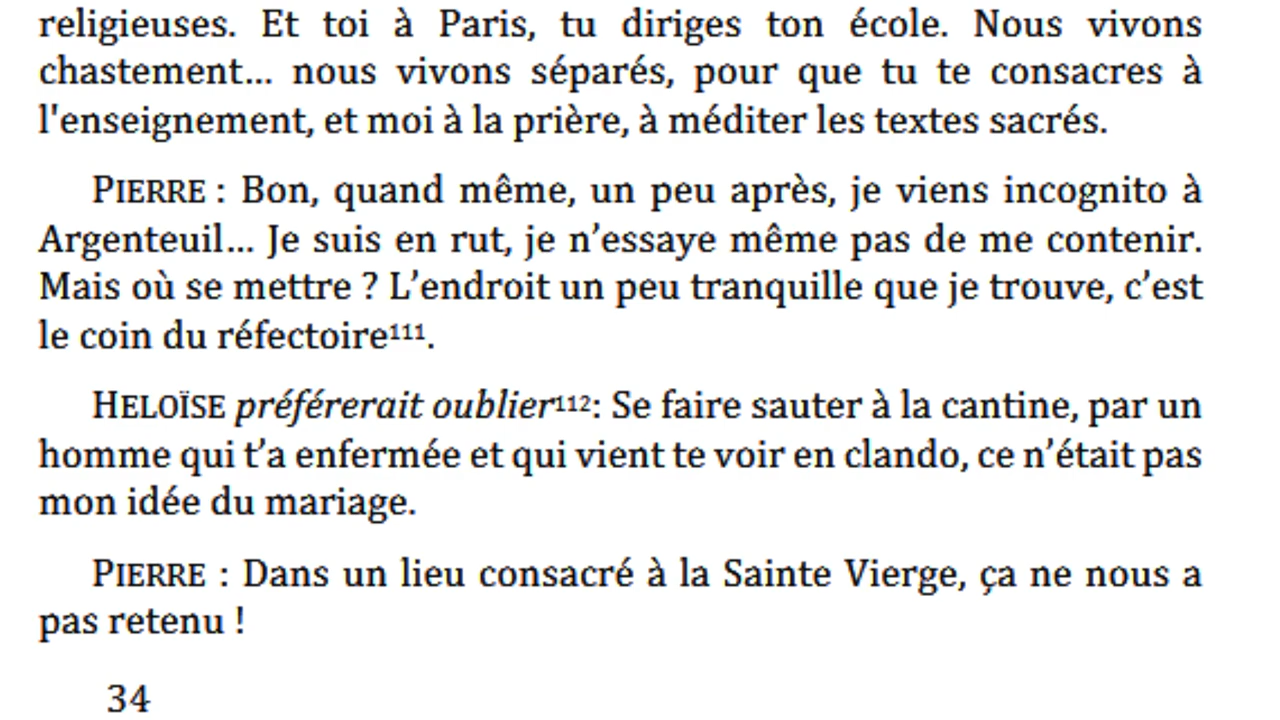 religieuses. Et toi à Paris, tu diriges ton école. Nous vivons
chastement... nous vivons séparés, pour que tu te consacres à
l'enseignement, et moi à la prière, à méditer les textes sacrés.
PIERRE : Bon, quand même, un peu après, je viens incognito à
Argenteuil... Je suis en rut, je n’essaye même pas de me contenir.
Mais où se mettre ? L’endroit un peu tranquille que je trouve, c’est
le coin du réfectoire¹¹¹.
HELOÏSE préférerait oublier¹¹²: Se faire sauter à la cantine, par un
homme qui t’a enfermée et qui vient te voir en clando, ce n’était pas
mon idée du mariage.
PIERRE : Dans un lieu consacré à la Sainte Vierge, ça ne nous a
pas retenu !
34